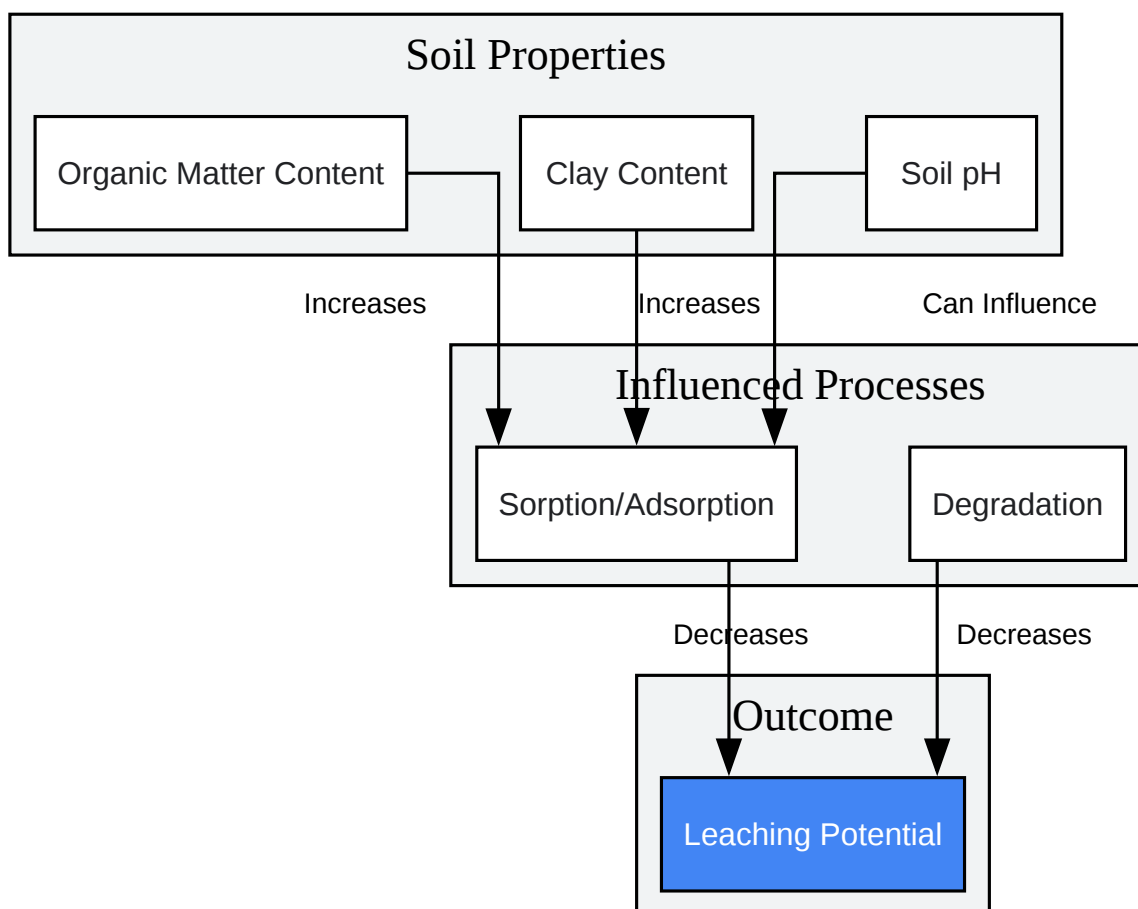 Soil Properties
Organic Matter Content
Clay Content
Soil pH
Increases
Increases
Can Influence
Influenced Processes
Sorption/Adsorption
Degradation
Decreases
Decreases
Outcome
Leaching Potential